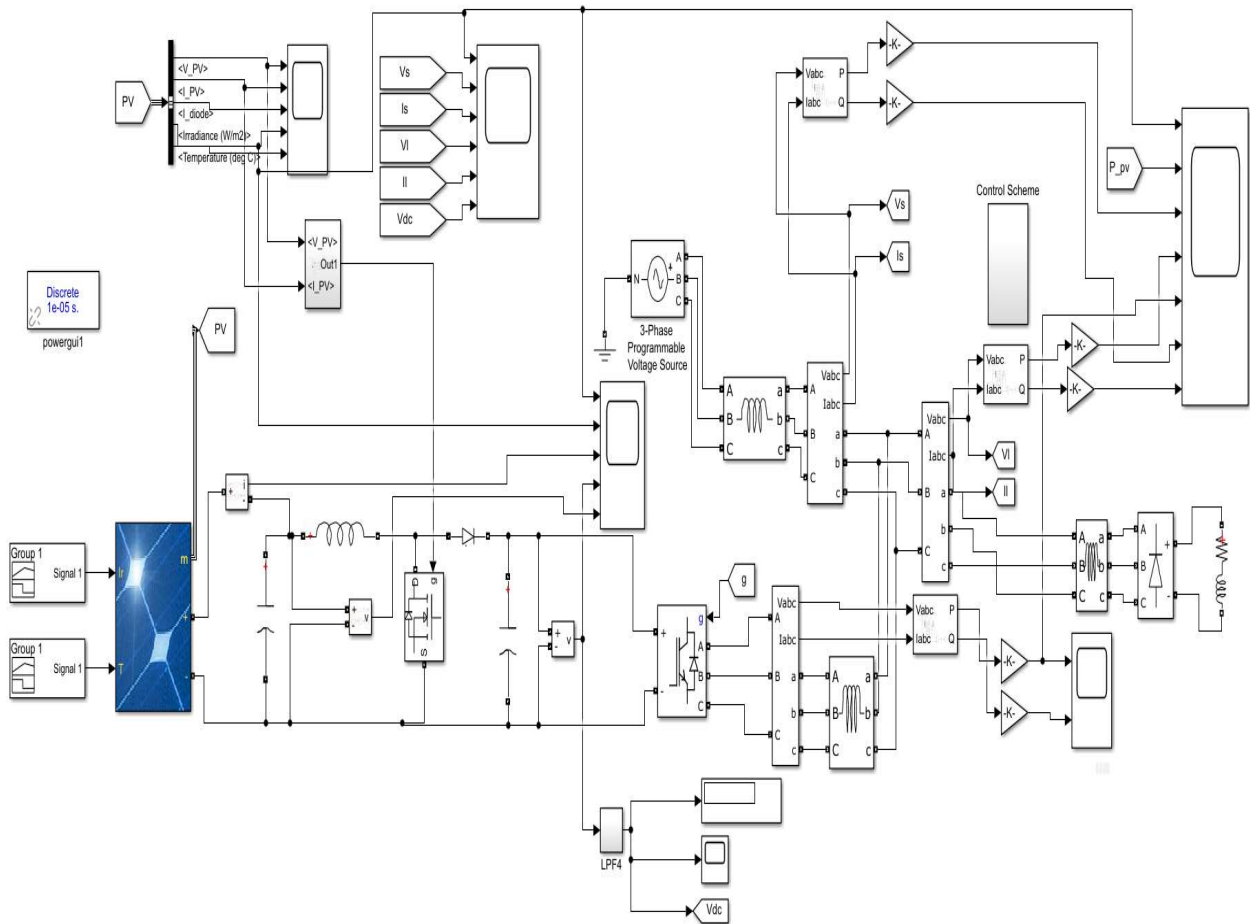 <V_PV>
<I_PV>
<I_diode>
<Irradiance (W/m2)>
<Temperature (deg C)>
PV
Vs
Is
Vl
Il
Vdc
<V_PV>
Out1
<I_PV>
Discrete
1e-05 s.
powergui1
PV
Vabc
Iabc
P
Q
-K-
-K-
P_pv
Control Scheme
Vs
Is
N
A
B
C
3-Phase
Programmable
Voltage Source
A
B
C
a
b
c
A
B
C
Vabc
Iabc
a
b
c
A
B
C
Vabc
Iabc
a
b
c
Vabc
Iabc
P
Q
-K-
-K-
Vl
Il
A
B
C
a
b
c
A
B
C
+
-
Group 1
Signal 1
Group 1
Signal 1
Ir
T
m
+
-
+
i
-
+
-
v
g
D
S
+
-
v
g
g
+
-
A
B
C
A
B
C
Vabc
Iabc
a
b
c
A
B
C
a
b
c
Vabc
Iabc
P
Q
-K-
-K-
LPF4
Vdc